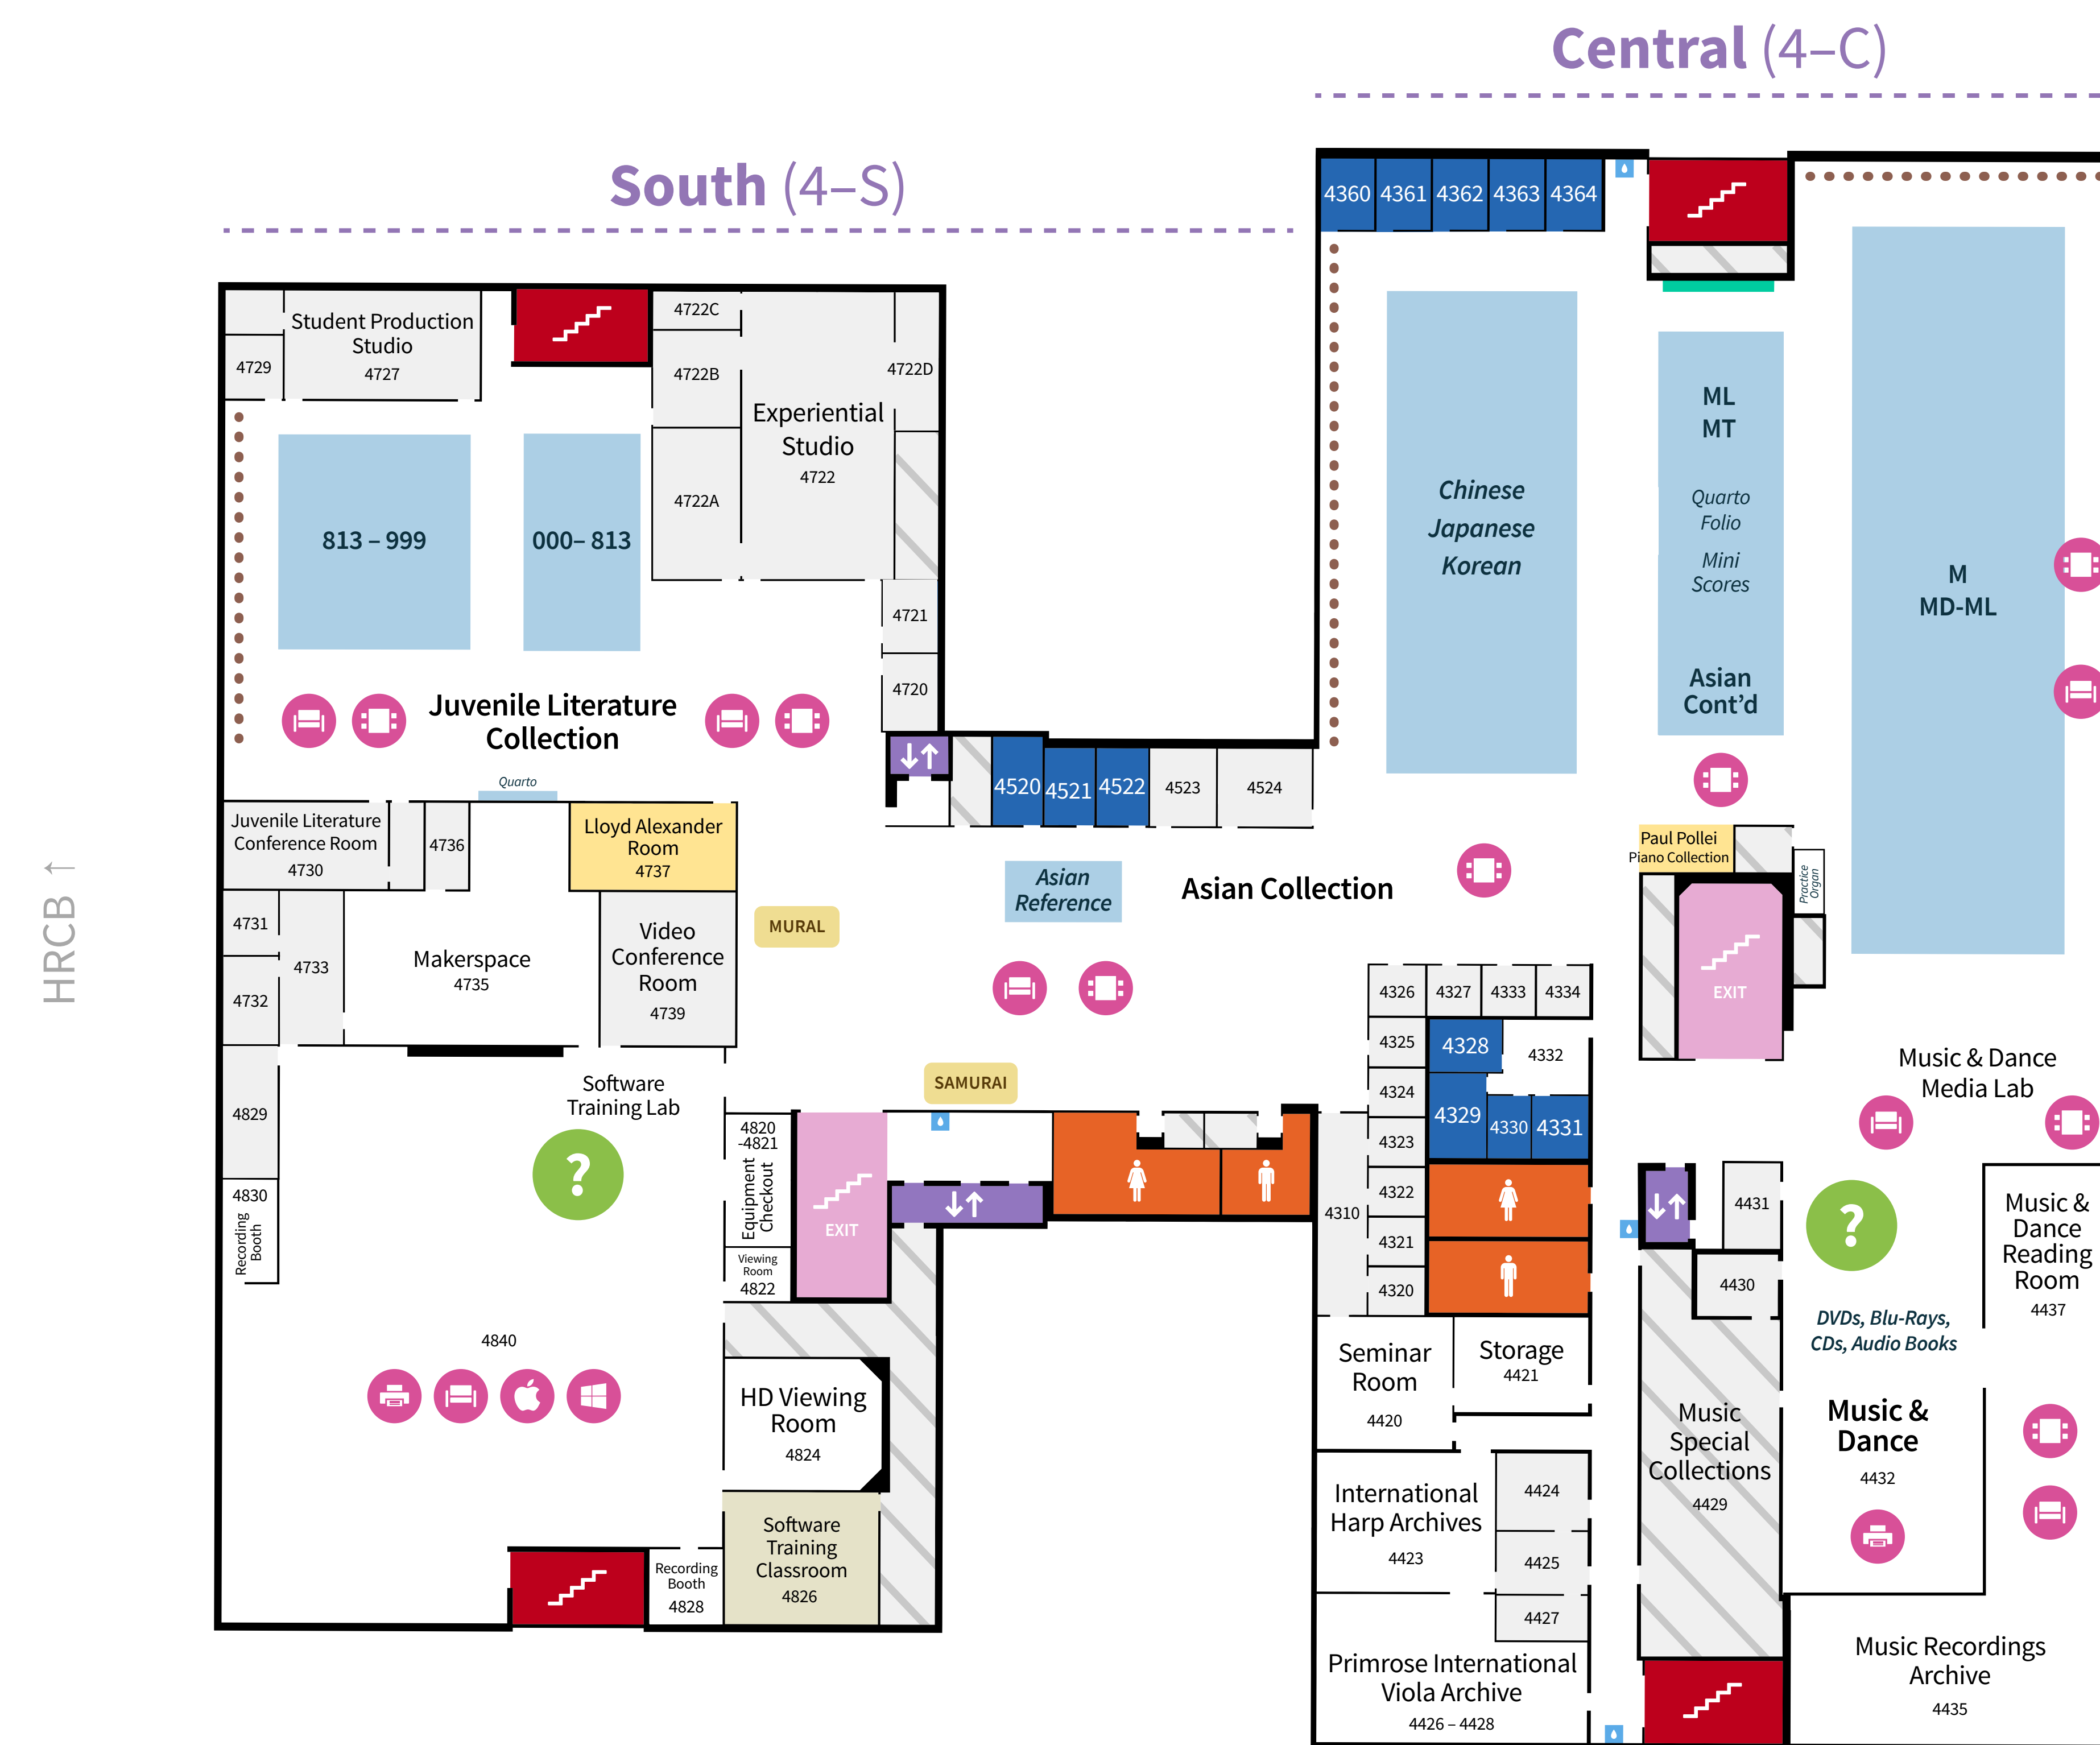 Central (4–C)
South (4–S)
4360
4361
4362
4363
4364
Student Production
Studio
4727
4729
4722C
4722B
4722A
4722D
Experiential
Studio
4722
813 – 999
000– 813
4721
4720
Juvenile Literature
Collection
Quarto
Chinese
Japanese
Korean
ML
MT
Quarto
Folio
Mini
Scores
Asian
Cont’d
M
MD-ML
4520
4521
4522
4523
4524
Juvenile Literature
Conference Room
4730
4736
Lloyd Alexander
Room
4737
Asian
Reference
Asian Collection
Paul Pollei
Piano Collection
Practice
Organ
EXIT
HRCB ↑
4731
4732
4733
Makerspace
4735
Video
Conference
Room
4739
MURAL
SAMURAI
4326
4327
4333
4334
4325
4328
4332
4324
4329
4330
4331
4323
4322
4310
4321
4320
Music & Dance
Media Lab
4829
Software
Training Lab
?
4830
Recording
Booth
4820
-4821
Equipment
Checkout
Viewing
Room
4822
EXIT
4840
HD Viewing
Room
4824
Software
Training
Classroom
4826
Recording
Booth
4828
Seminar
Room
4420
Storage
4421
International
Harp Archives
4423
4424
4425
4427
Primrose International
Viola Archive
4426 – 4428
4431
4430
?
Music &
Dance
Reading
Room
4437
DVDs, Blu-Rays,
CDs, Audio Books
Music
Special
Collections
4429
Music &
Dance
4432
Music Recordings
Archive
4435